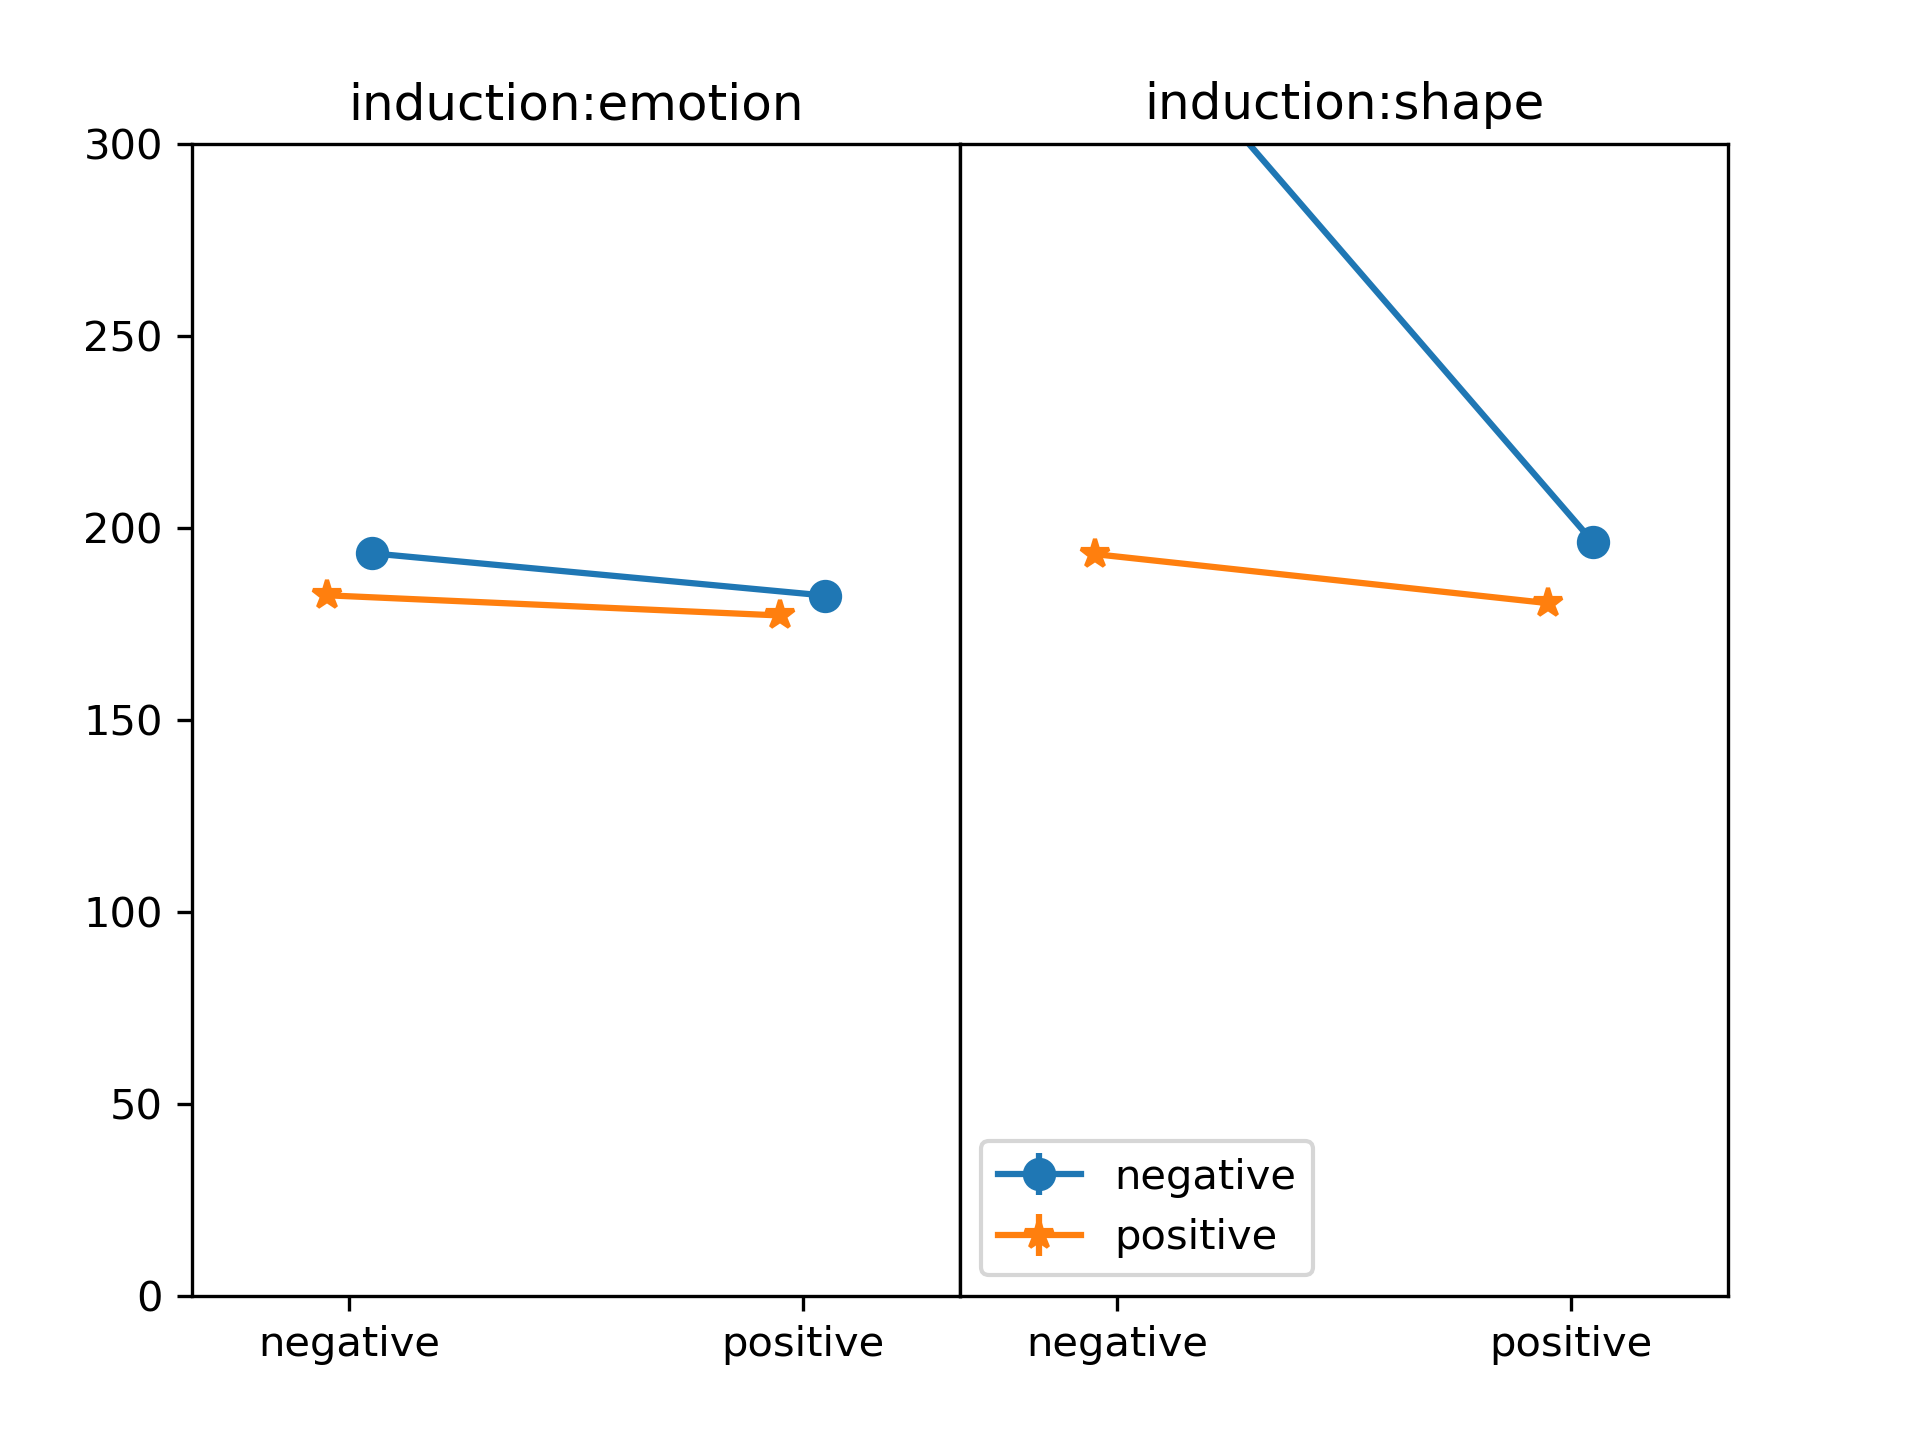 induction:emotion
induction:shape
300
250
200
150
100
50
0
negative
positive
negative
positive
negative
positive